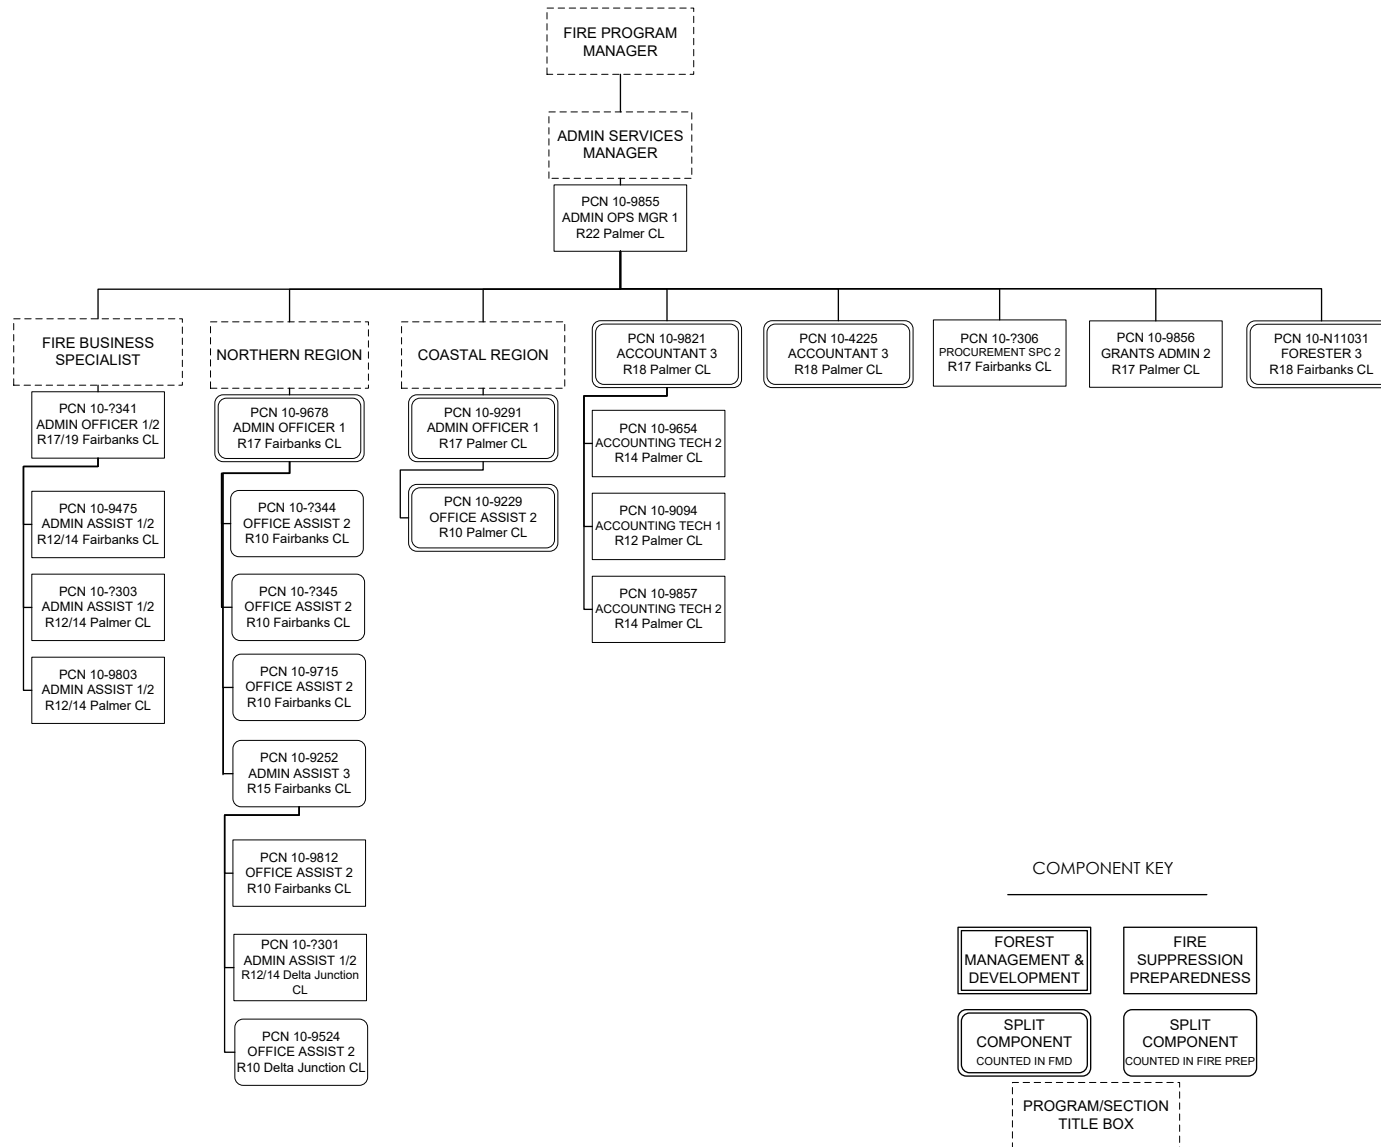 FIRE PROGRAM
MANAGER
ADMIN SERVICES
MANAGER
PCN 10-9855
ADMIN OPS MGR 1
R22 Palmer CL
FIRE BUSINESS
SPECIALIST
PCN 10-?341
ADMIN OFFICER 1/2
R17/19 Fairbanks CL
PCN 10-9475
ADMIN ASSIST 1/2
R12/14 Fairbanks CL
PCN 10-?303
ADMIN ASSIST 1/2
R12/14 Palmer CL
PCN 10-9803
ADMIN ASSIST 1/2
R12/14 Palmer CL
NORTHERN REGION
PCN 10-9678
ADMIN OFFICER 1
R17 Fairbanks CL
PCN 10-?344
OFFICE ASSIST 2
R10 Fairbanks CL
PCN 10-?345
OFFICE ASSIST 2
R10 Fairbanks CL
PCN 10-9715
OFFICE ASSIST 2
R10 Fairbanks CL
PCN 10-9252
ADMIN ASSIST 3
R15 Fairbanks CL
PCN 10-9812
OFFICE ASSIST 2
R10 Fairbanks CL
PCN 10-?301
ADMIN ASSIST 1/2
R12/14 Delta Junction
CL
PCN 10-9524
OFFICE ASSIST 2
R10 Delta Junction CL
COASTAL REGION
PCN 10-9291
ADMIN OFFICER 1
R17 Palmer CL
PCN 10-9229
OFFICE ASSIST 2
R10 Palmer CL
PCN 10-9821
ACCOUNTANT 3
R18 Palmer CL
PCN 10-9654
ACCOUNTING TECH 2
R14 Palmer CL
PCN 10-9094
ACCOUNTING TECH 1
R12 Palmer CL
PCN 10-9857
ACCOUNTING TECH 2
R14 Palmer CL
PCN 10-4225
ACCOUNTANT 3
R18 Palmer CL
PCN 10-?306
PROCUREMENT SPC 2
R17 Fairbanks CL
PCN 10-9856
GRANTS ADMIN 2
R17 Palmer CL
PCN 10-N11031
FORESTER 3
R18 Fairbanks CL
COMPONENT KEY
FOREST
MANAGEMENT &
DEVELOPMENT
FIRE
SUPPRESSION
PREPAREDNESS
SPLIT
COMPONENT
COUNTED IN FMD
SPLIT
COMPONENT
COUNTED IN FIRE PREP
PROGRAM/SECTION
TITLE BOX